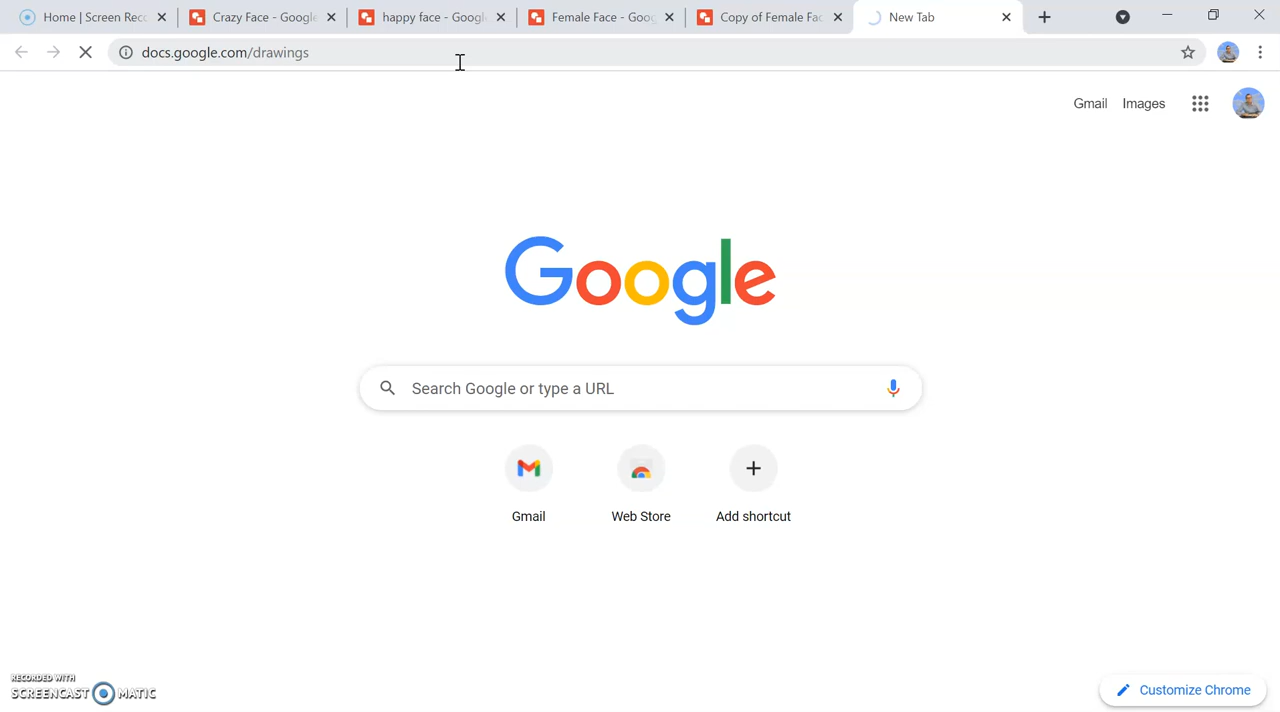 Home | Screen Rec
Crazy Face - Google
happy face - Google
Female Face - Goog
Copy of Female Fac
New Tab
docs.google.com/drawings
Gmail
Images
Google
Search Google or type a URL
Gmail
Web Store
Add shortcut
RECORDED WITH
SCREENCAST MATIC
Customize Chrome